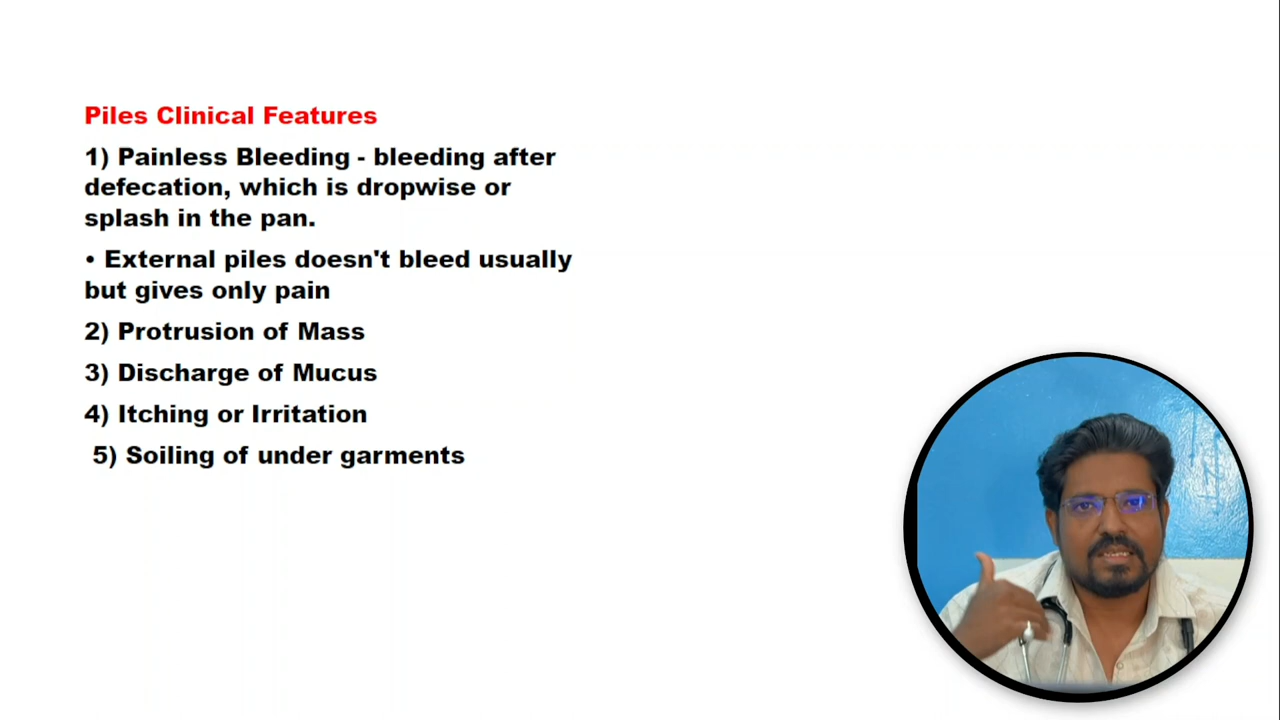 Piles Clinical Features
1) Painless Bleeding - bleeding after
defecation, which is dropwise or
splash in the pan.
• External piles doesn't bleed usually
but gives only pain
2) Protrusion of Mass
3) Discharge of Mucus
4) Itching or Irritation
5) Soiling of under garments